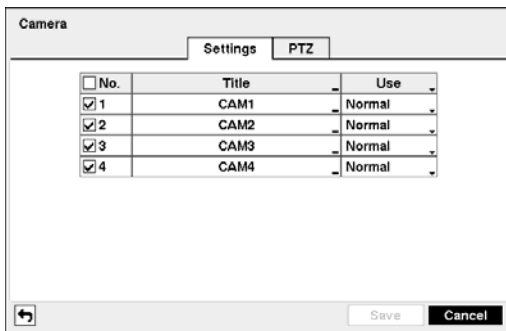 Camera
Settings PTZ
No. Title Use
1 CAM1 Normal
2 CAM2 Normal
3 CAM3 Normal
4 CAM4 Normal
Save Cancel